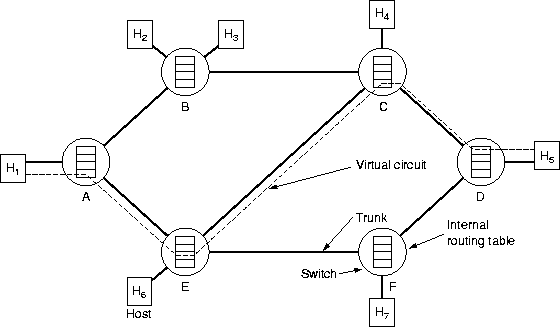 H4
H2
H3
B
C
H1
H5
Virtual circuit
A
D
Trunk
Internal
routing table
E
Switch
F
H6
Host
H7